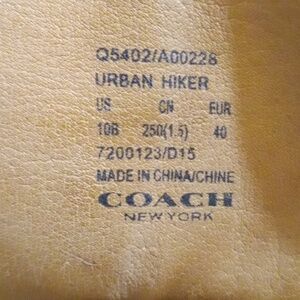 Q5402/A00228
URBAN HIKER
US CN EUR
10B 250(1.5) 40
7200123/D15
MADE IN CHINA/CHINE
COACH
NEW YORK